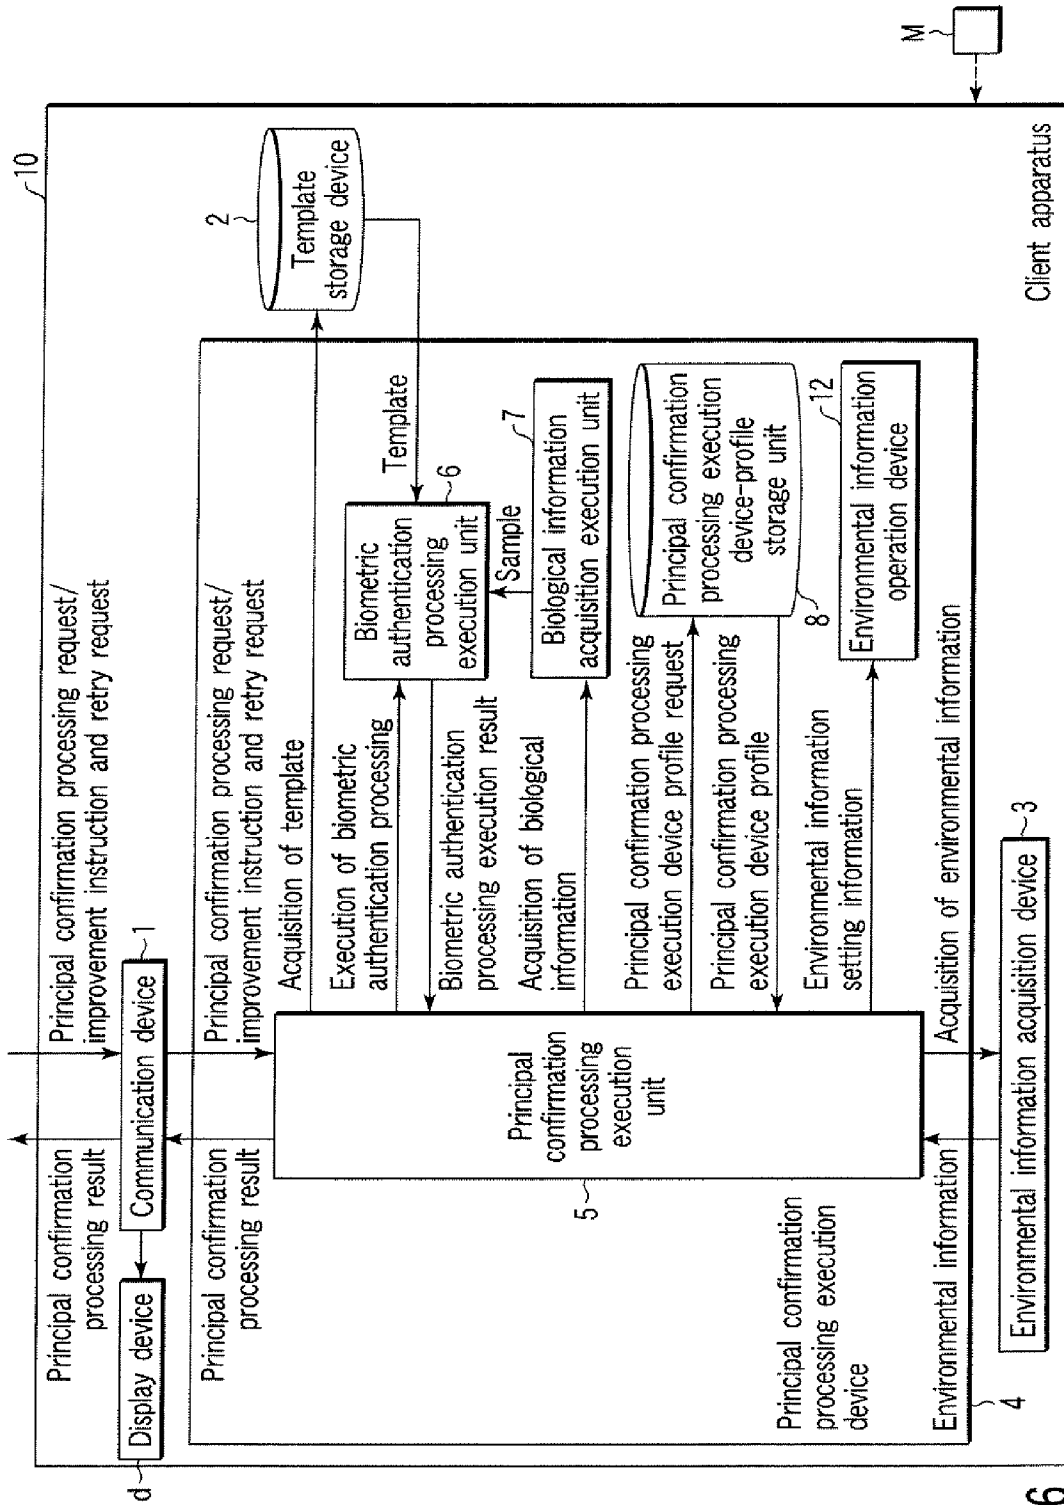 10
Principal confirmation
processing result
Principal confirmation processing request/
improvement instruction and retry request
d
Display device
Communication device
1
Principal confirmation
processing result
Principal confirmation processing request/
improvement instruction and retry request
2
Template
storage device
Acquisition of template
Template
Execution of biometric
authentication processing
Biometric
authentication
processing
execution unit
6
Biometric authentication
processing execution result
Sample
7
Acquisition of biological
information
Biological information
acquisition execution unit
Principal
confirmation
processing
execution
unit
5
Principal confirmation processing
execution device profile request
Principal confirmation processing
execution device profile
Principal confirmation
processing execution
device-profile
storage unit
8
12
Environmental information
setting information
Environmental information
operation device
Principal confirmation
processing execution
device
Environmental information
Acquisition of environmental information
4
Environmental information acquisition device
3
Client apparatus
M
6